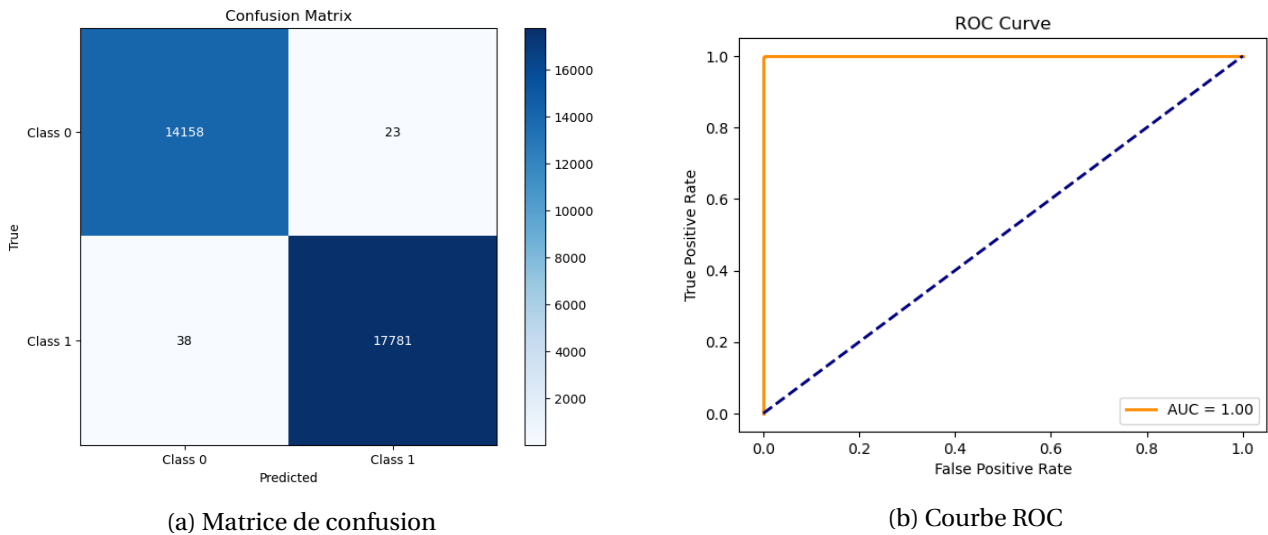 Confusion Matrix
Class 0
14158
23
Class 1
38
17781
True
Class 0
Class 1
Predicted
16000
14000
12000
10000
8000
6000
4000
2000
(a) Matrice de confusion
ROC Curve
True Positive Rate
1.0
0.8
0.6
0.4
0.2
0.0
AUC = 1.00
0.0
0.2
0.4
0.6
0.8
1.0
False Positive Rate
(b) Courbe ROC